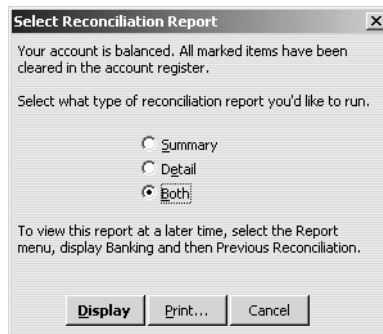 Select Reconciliation Report
Your account is balanced. All marked items have been
cleared in the account register.
Select what type of reconciliation report you'd like to run.
Summary
Detail
Both
To view this report at a later time, select the Report
menu, display Banking and then Previous Reconciliation.
Display Print... Cancel